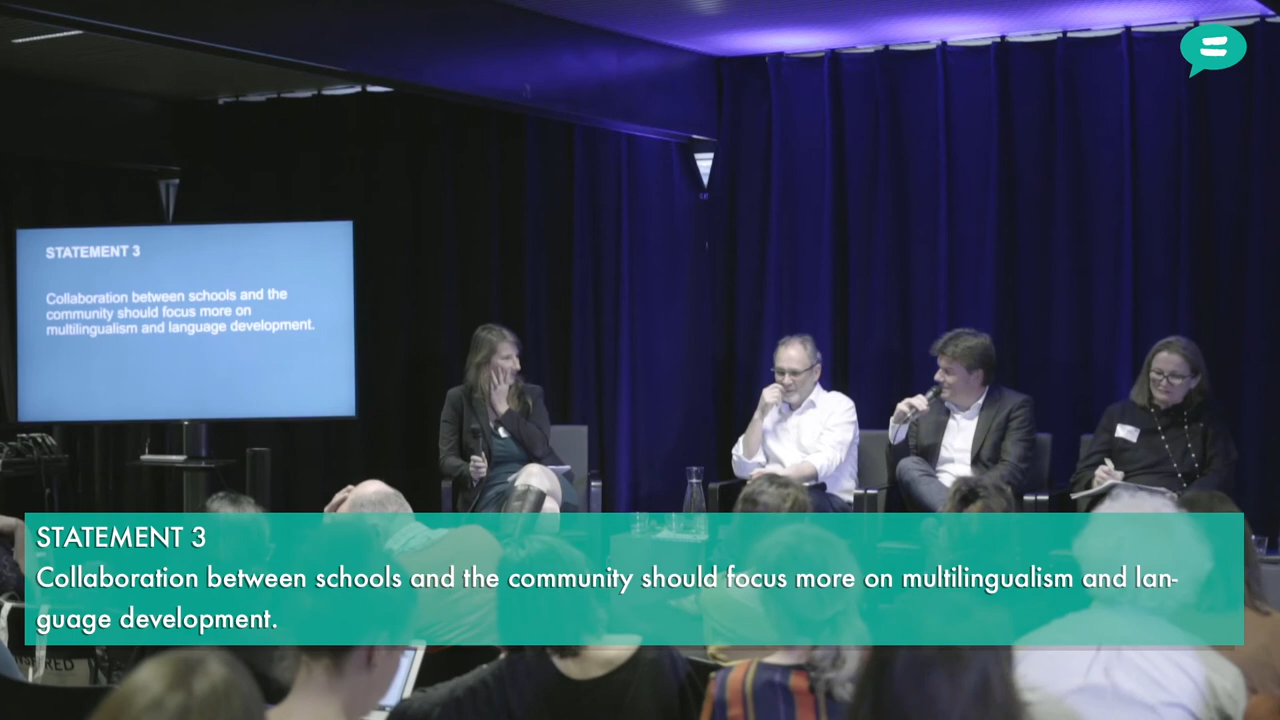 STATEMENT 3
Collaboration between schools and the
community should focus more on
multilingualism and language development.
STATEMENT 3
Collaboration between schools and the community should focus more on multilingualism and lan-
guage development.